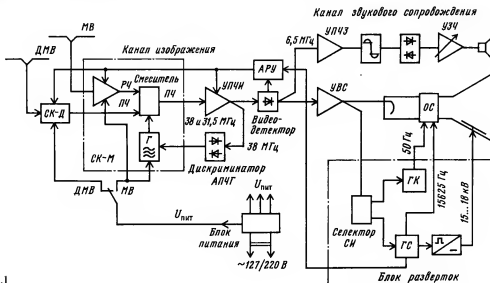 Канал звукового сопровождения
МВ
ДМВ
6,5 МГц
УПЧЗ
УЗЧ
Канал изображения
РЧ
Смеситель
ПЧ
ПЧ
УПЧИ
АРУ
УВС
ОС
СК-Д
38 и 31,5 МГц
Видео-
детектор
38 МГц
Г
СК-М
Дискриминатор
АПЧГ
50 Гц
15625 Гц
15...18 кВ
ДМВ
МВ
Uпит
ГК
Uпит
Блок
питания
Селектор
СИ
ГС
~127/220 В
Блок разверток